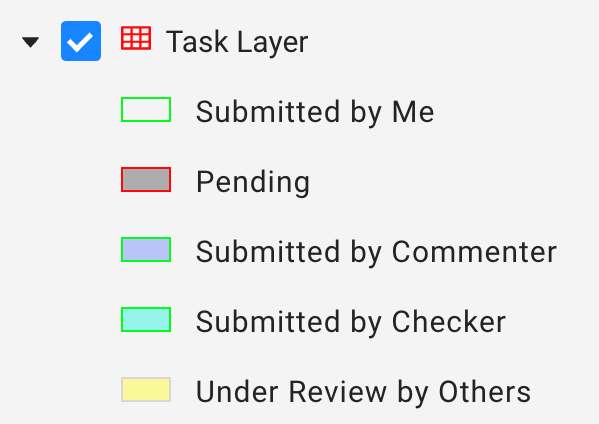 Task Layer
Submitted by Me
Pending
Submitted by Commenter
Submitted by Checker
Under Review by Others